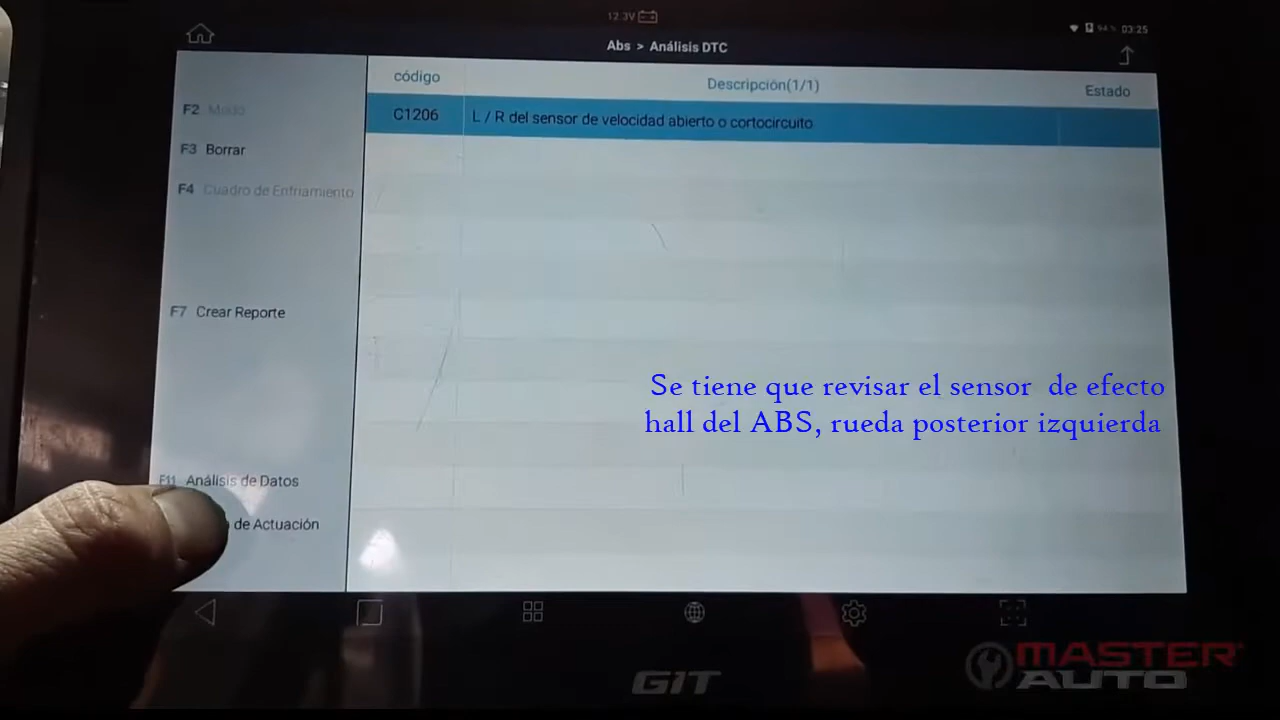 12.3V
94% 03:25
Abs > Análisis DTC
código Descripción(1/1) Estado
C1206 L / R del sensor de velocidad abierto o cortocircuito
F2 Modo
F3 Borrar
F4 Cuadro de Enfriamiento
F7 Crear Reporte
Se tiene que revisar el sensor de efecto
hall del ABS, rueda posterior izquierda
F11 Análisis de Datos
de Actuación
GIT
MASTER
AUTO